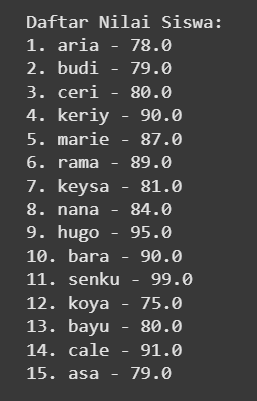 Daftar Nilai Siswa:
1. aria - 78.0
2. budi - 79.0
3. ceri - 80.0
4. keriy - 90.0
5. marie - 87.0
6. rama - 89.0
7. keysa - 81.0
8. nana - 84.0
9. hugo - 95.0
10. bara - 90.0
11. senku - 99.0
12. koya - 75.0
13. bayu - 80.0
14. cale - 91.0
15. asa - 79.0